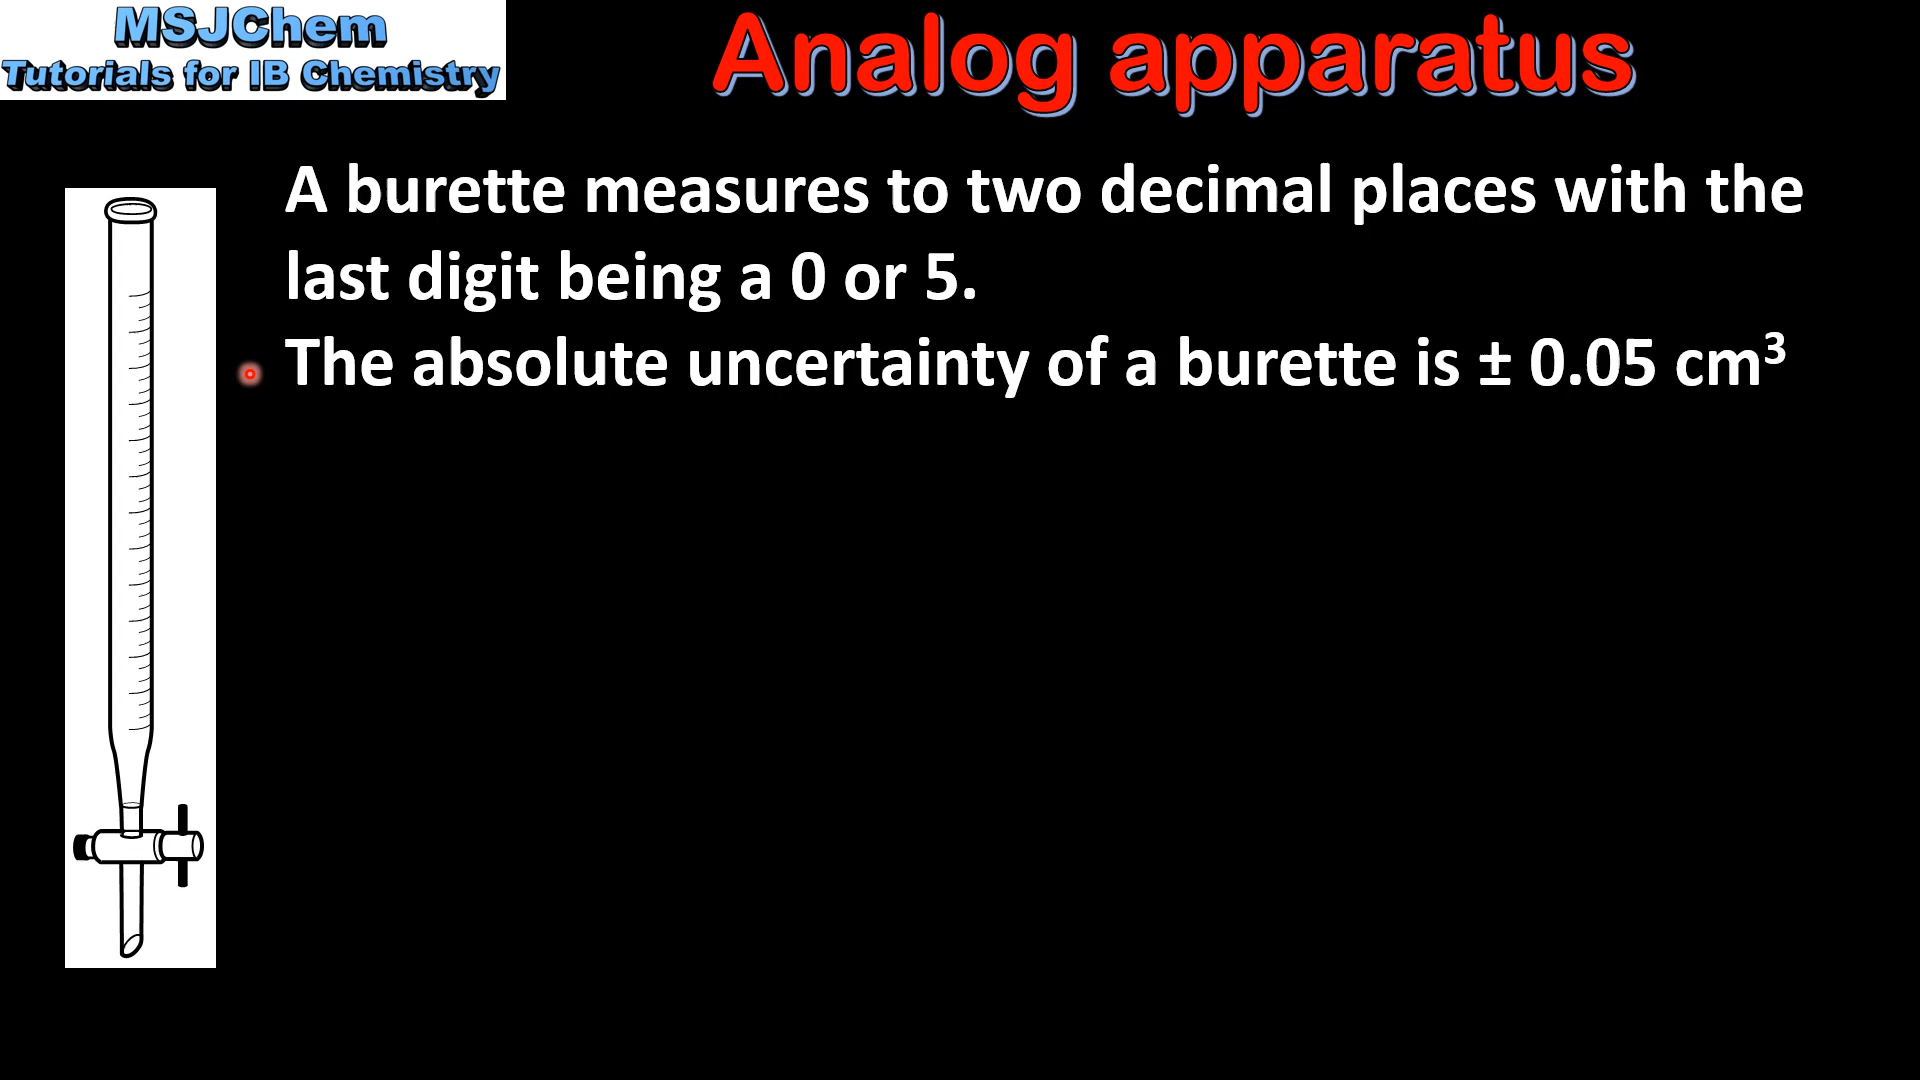 MSJChem
Tutorials for IB Chemistry
Analog apparatus
A burette measures to two decimal places with the
last digit being a 0 or 5.
The absolute uncertainty of a burette is ± 0.05 cm³